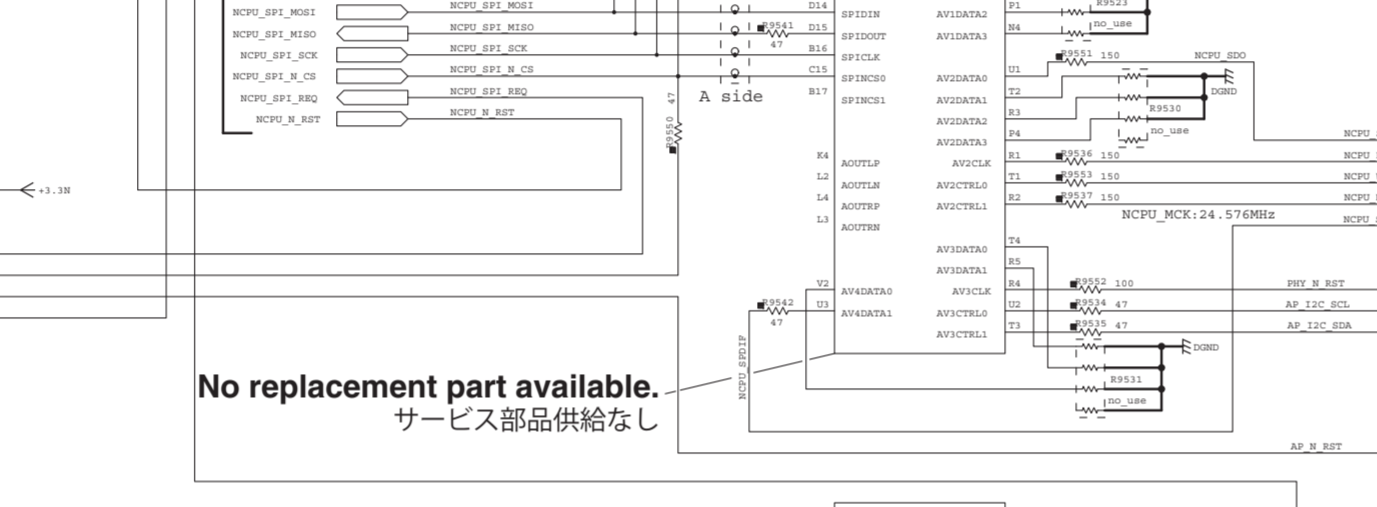 NCPU_SPI_MOSI NCPU_SPI_MOSI D14 SPIDIN AV1DATA2 P1 R9523
NCPU_SPI_MISO NCPU_SPI_MISO R9541 47 D15 SPIDOUT AV1DATA3 N4 no_use
NCPU_SPI_SCK NCPU_SPI_SCK B16 SPICLK R9551 150 NCPU_SDO
NCPU_SPI_N_CS NCPU_SPI_N_CS C15 SPINCS0 AV2DATA0 U1
NCPU_SPI_REQ NCPU_SPI_REQ 47 A side B17 SPINCS1 AV2DATA1 T2 DGND
NCPU_N_RST NCPU_N_RST R9550 AV2DATA2 R3 R9530
AV2DATA3 P4 no_use NCPU_
K4 AOUTLP AV2CLK R1 R9536 150 NCPU_
+3.3N L2 AOUTLN AV2CTRL0 T1 R9553 150 NCPU_
L4 AOUTRP AV2CTRL1 R2 R9537 150 NCPU_
L3 AOUTRN NCPU_MCK:24.576MHz NCPU_
AV3DATA0 T4
AV3DATA1 R5
V2 AV4DATA0 AV3CLK R4 R9552 100 PHY_N_RST
R9542 47 U3 AV4DATA1 AV3CTRL0 U2 R9534 47 AP_I2C_SCL
AV3CTRL1 T3 R9535 47 AP_I2C_SDA
NCPU_SPDIF DGND
No replacement part available. R9531
サービス部品供給なし no_use
AP_N_RST